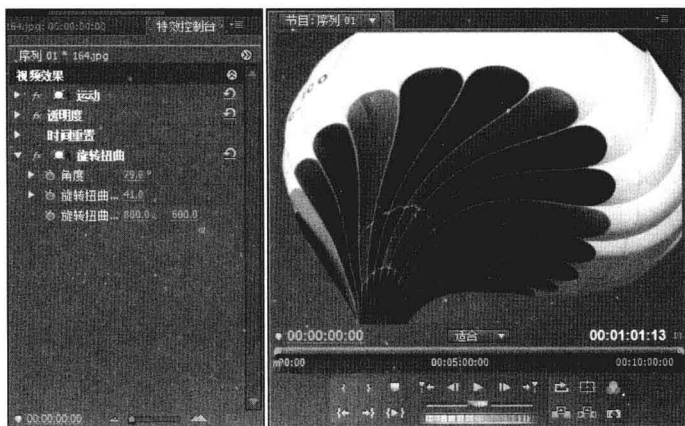 164.jpg: 00:00:00:00
特效控制台
序列 01 * 164.jpg
视频效果
fx 运动
fx 透明度
时间重置
fx 旋转扭曲
角度 79.0 °
旋转扭曲... 41.0
旋转扭曲... 800.0 600.0
00:00:00:00
节目: 序列 01
00:00:00:00
适合
00:01:01:13
00:05:00:00
00:10:00:00